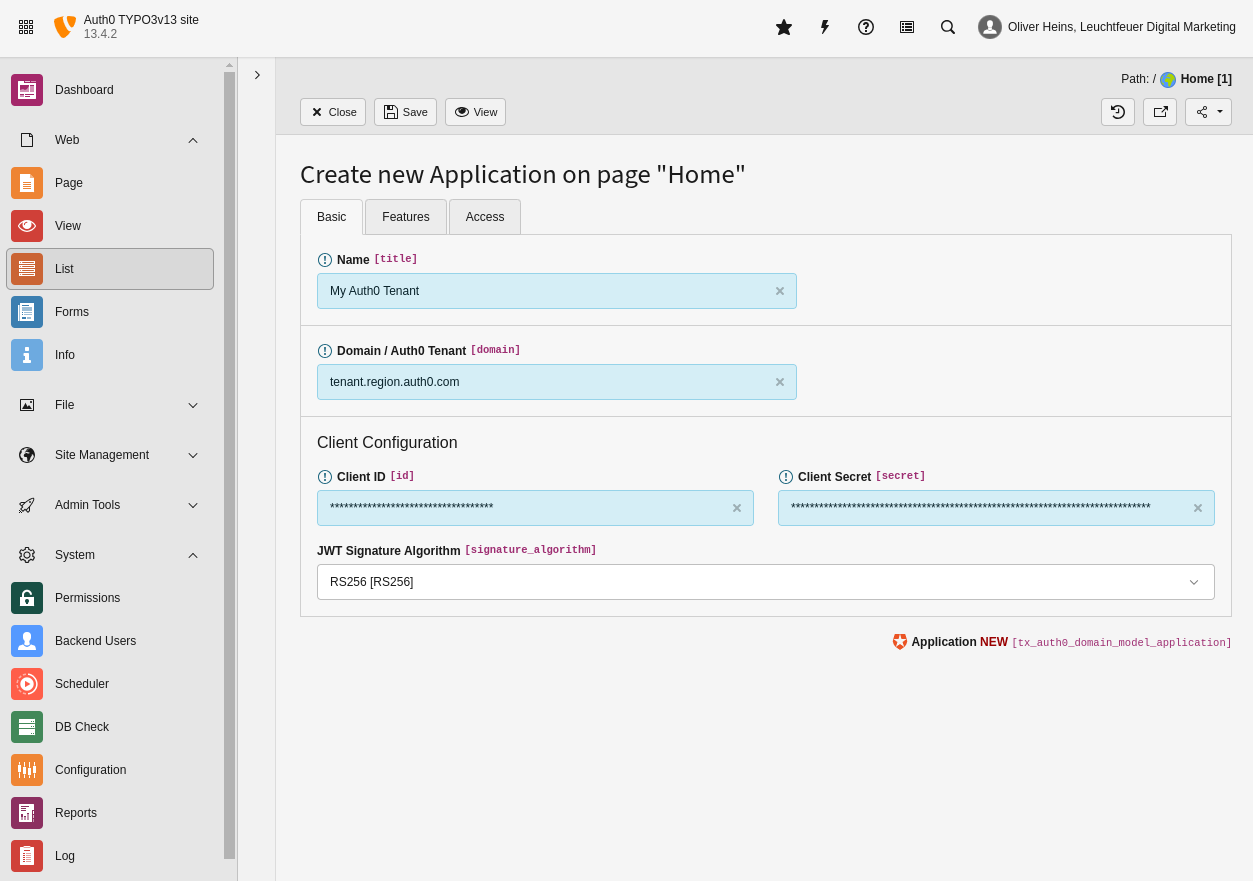 Auth0 TYPO3v13 site
13.4.2
Oliver Heins, Leuchtfeuer Digital Marketing
Dashboard
Web
Page
View
List
Forms
Info
File
Site Management
Admin Tools
System
Permissions
Backend Users
Scheduler
DB Check
Configuration
Reports
Log
Path: / Home [1]
Close Save View
Create new Application on page "Home"
Basic Features Access
Name [title]
My Auth0 Tenant
Domain / Auth0 Tenant [domain]
tenant.region.auth0.com
Client Configuration
Client ID [id] Client Secret [secret]
*********************************** *****************************************************************************
JWT Signature Algorithm [signature_algorithm]
RS256 [RS256]
Application NEW [tx_auth0_domain_model_application]